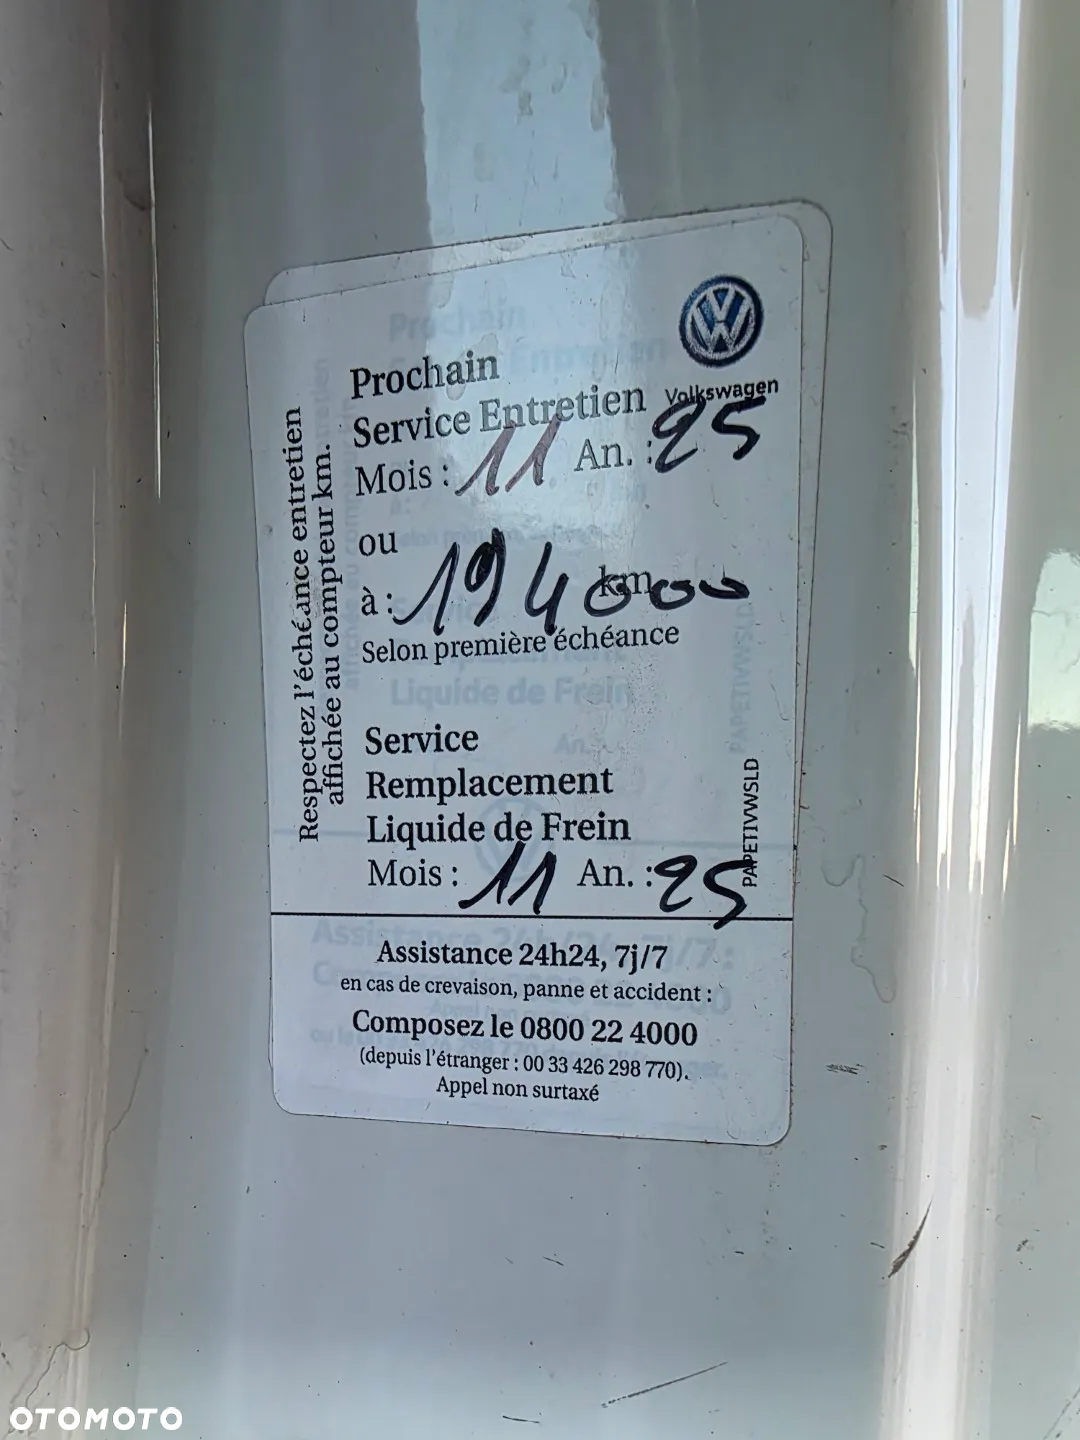 Prochain
Service Entretien
Volkswagen
Mois : 11 An. : 25
ou
à : 194000 km
Selon première échéance
Respectez l'échéance entretien
affichée au compteur km.
Service
Remplacement
Liquide de Frein
Mois : 11 An. : 25
PAPETIVWSLD
Assistance 24h24, 7j/7
en cas de crevaison, panne et accident :
Composez le 0800 22 4000
(depuis l'étranger : 00 33 426 298 770).
Appel non surtaxé
OTOMOTO